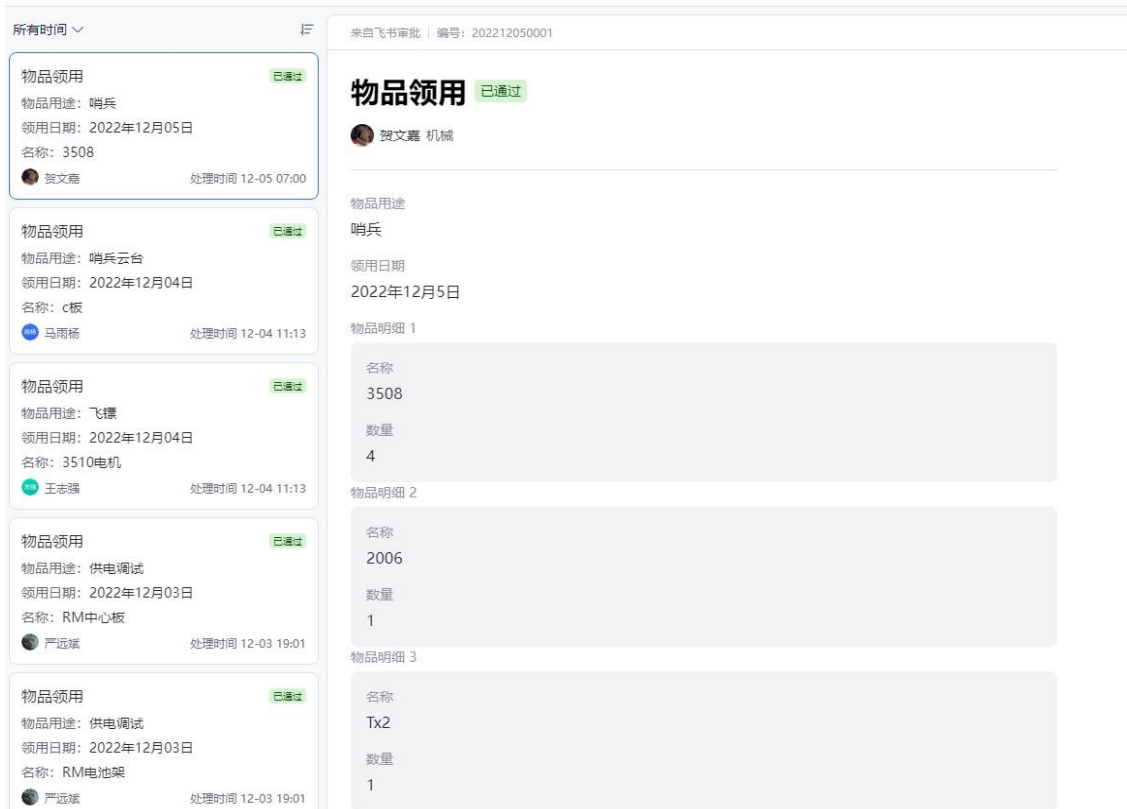 所有时间
物品领用 已通过
物品用途：哨兵
领用日期：2022年12月05日
名称：3508
贺文嘉 处理时间 12-05 07:00
物品领用 已通过
物品用途：哨兵云台
领用日期：2022年12月04日
名称：c板
雨杨 马雨杨 处理时间 12-04 11:13
物品领用 已通过
物品用途：飞镖
领用日期：2022年12月04日
名称：3510电机
志强 王志强 处理时间 12-04 11:13
物品领用 已通过
物品用途：供电调试
领用日期：2022年12月03日
名称：RM中心板
严远斌 处理时间 12-03 19:01
物品领用 已通过
物品用途：供电调试
领用日期：2022年12月03日
名称：RM电池架
严远斌 处理时间 12-03 19:01
来自飞书审批 | 编号：202212050001
物品领用 已通过
贺文嘉 机械
物品用途
哨兵
领用日期
2022年12月5日
物品明细 1
名称
3508
数量
4
物品明细 2
名称
2006
数量
1
物品明细 3
名称
Tx2
数量
1